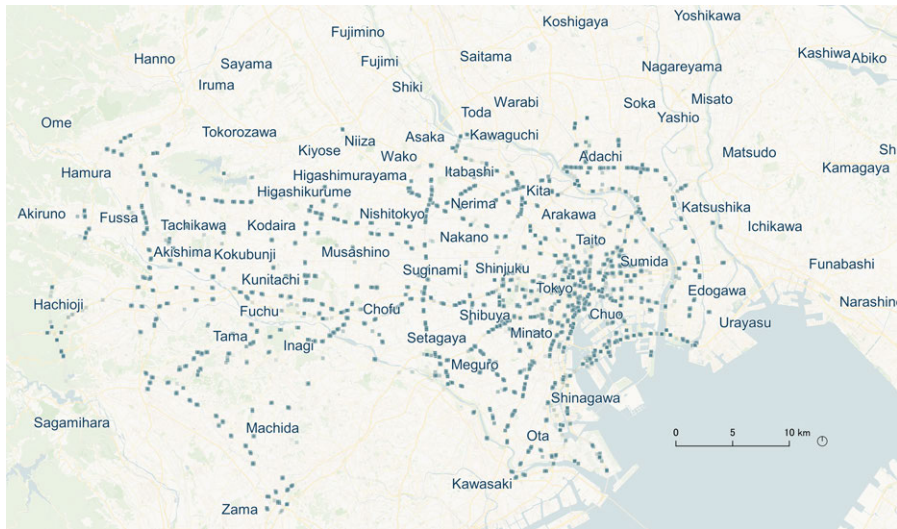 Yoshikawa
Koshigaya
Fujimino
Kashiwa
Abiko
Hanno
Sayama
Fujimi
Saitama
Nagareyama
Iruma
Shiki
Warabi
Soka
Misato
Toda
Yashio
Ome
Tokorozawa
Niiza
Asaka
Kawaguchi
Kiyose
Wako
Adachi
Matsudo
Sh
Hamura
Higashimurayama
Itabashi
Kamagaya
Higashikurume
Kita
Akiruno
Fussa
Nishitokyo
Nerima
Arakawa
Katsushika
Tachikawa
Kodaira
Ichikawa
Nakano
Taito
Akishima
Kokubunji
Musashino
Sumida
Funabashi
Suginami
Shinjuku
Kunitachi
Tokyo
Edogawa
Hachioji
Fuchu
Chofu
Shibuya
Chuo
Narashino
Urayasu
Tama
Inagi
Setagaya
Minato
Meguro
Shinagawa
Sagamihara
Machida
Ota
0 5 10 km
Kawasaki
Zama